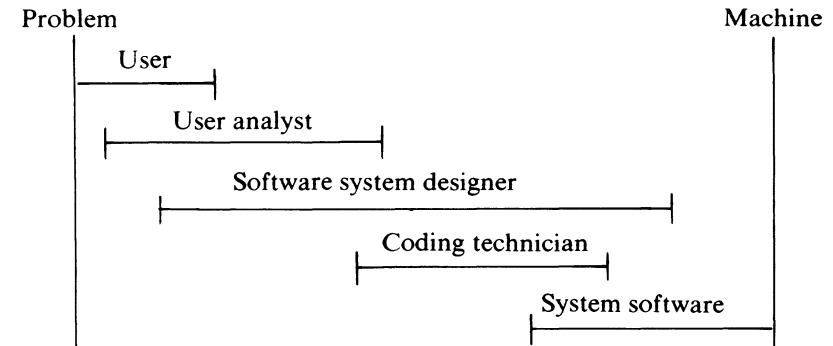 Problem Machine
User
User analyst
Software system designer
Coding technician
System software